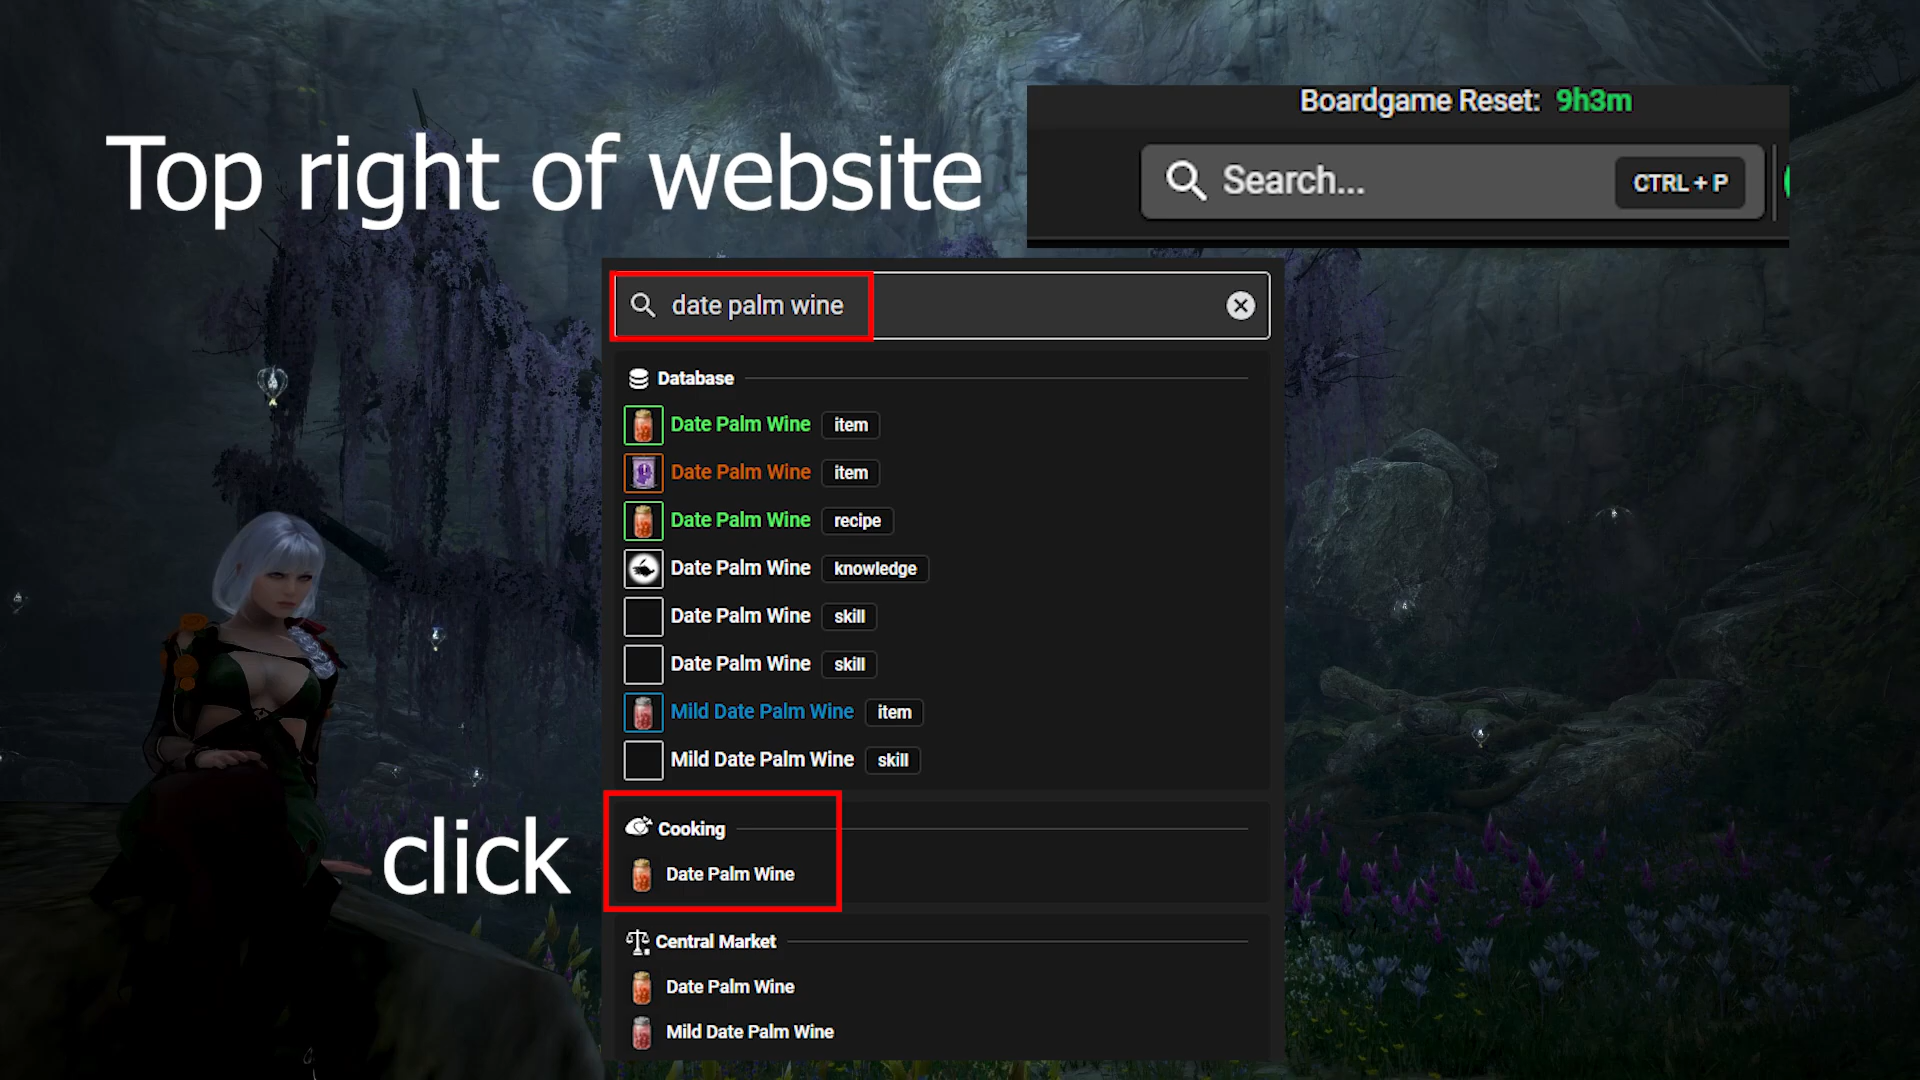 Boardgame Reset: 9h3m
Top right of website
Search... CTRL + P
date palm wine
Database
Date Palm Wine item
Date Palm Wine item
Date Palm Wine recipe
Date Palm Wine knowledge
Date Palm Wine skill
Date Palm Wine skill
Mild Date Palm Wine item
Mild Date Palm Wine skill
click
Cooking
Date Palm Wine
Central Market
Date Palm Wine
Mild Date Palm Wine